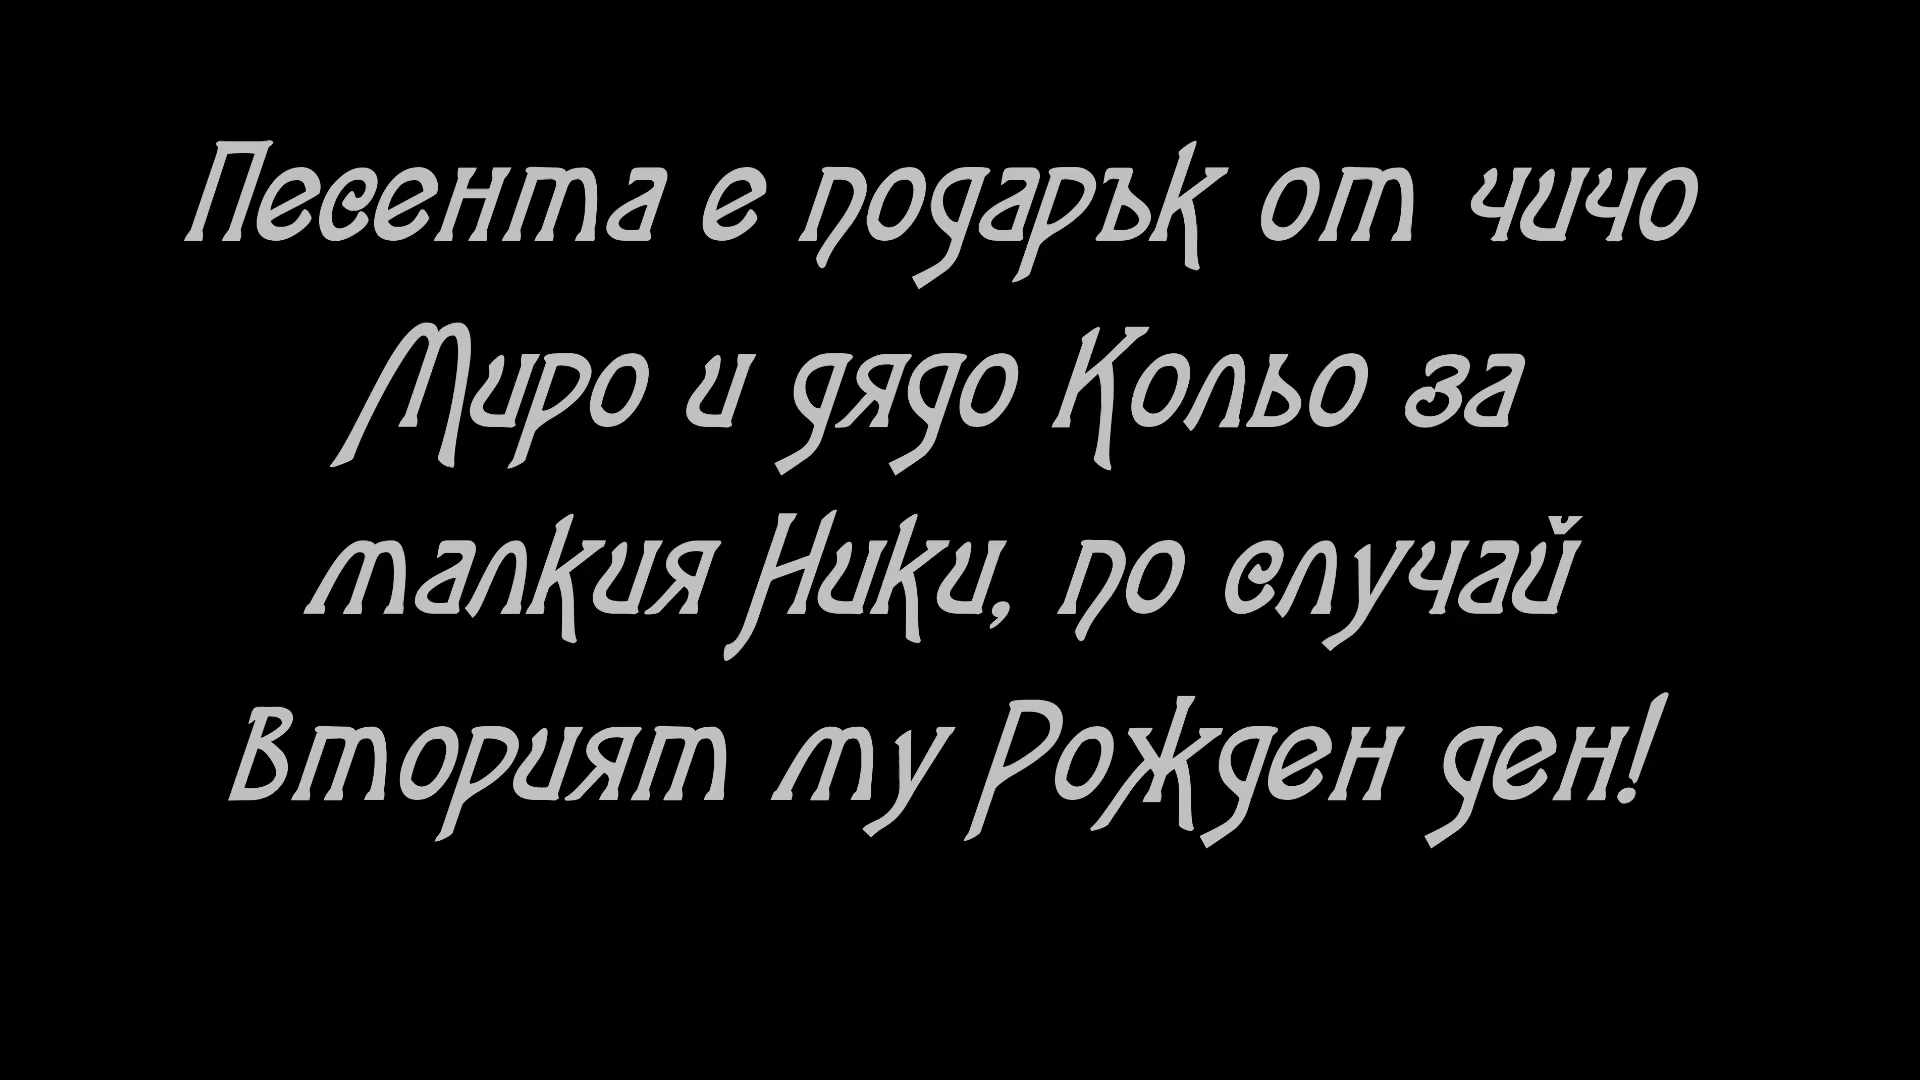 Песента е подарък от чичо
Миро и дядо Кольо за
малкия Ники, по случай
Вторият му Рожден ден!